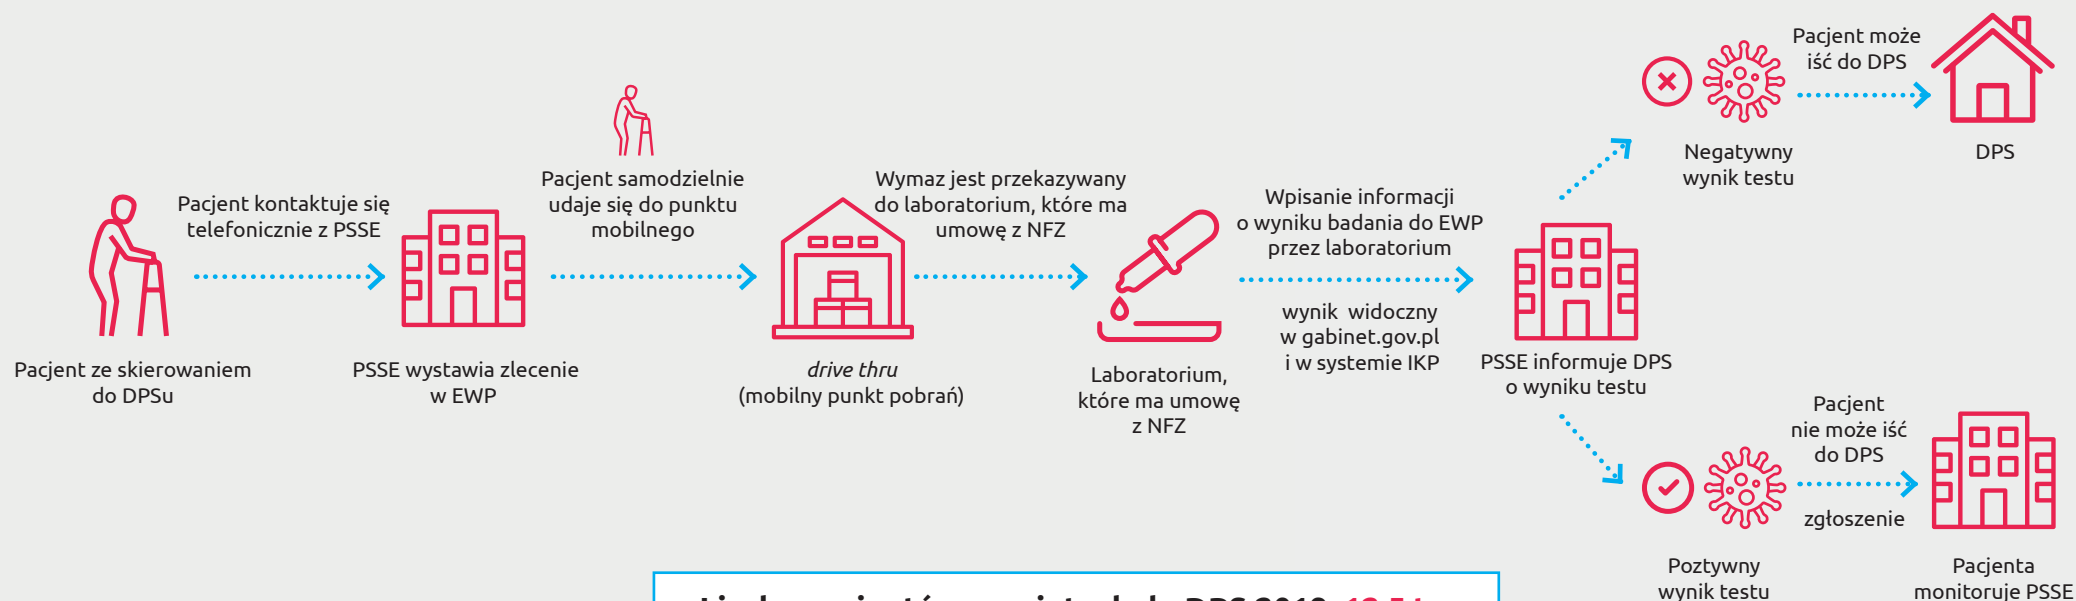 Pacjent ze skierowaniem
do DPSu
Pacjent kontaktuje się
telefonicznie z PSSE
PSSE wystawia zlecenie
w EWP
Pacjent samodzielnie
udaje się do punktu
mobilnego
drive thru
(mobilny punkt pobrań)
Wymaz jest przekazywany
do laboratorium, które ma
umowę z NFZ
Laboratorium,
które ma umowę
z NFZ
Wpisanie informacji
o wyniku badania do EWP
przez laboratorium
wynik widoczny
w gabinet.gov.pl
i w systemie IKP
PSSE informuje DPS
o wyniku testu
Negatywny
wynik testu
Pacjent może
iść do DPS
DPS
Poztywny
wynik testu
Pacjent
nie może iść
do DPS
zgłoszenie
Pacjenta
monitoruje PSSE